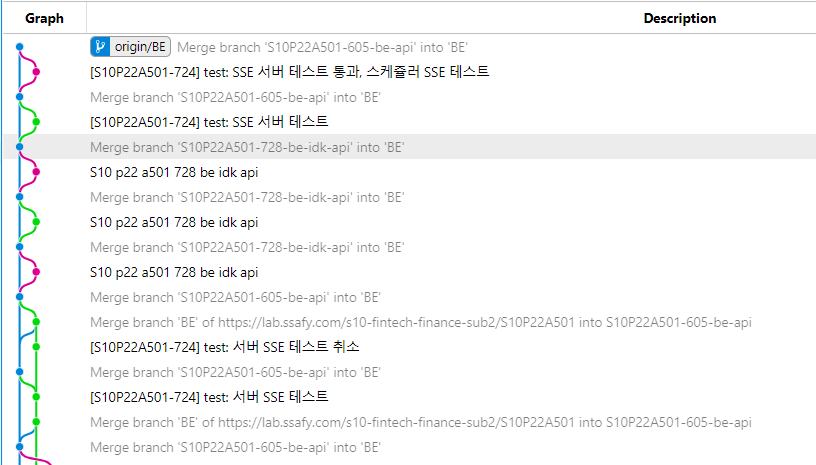 Graph Description
origin/BE Merge branch 'S10P22A501-605-be-api' into 'BE'
[S10P22A501-724] test: SSE 서버 테스트 통과, 스케쥴러 SSE 테스트
Merge branch 'S10P22A501-605-be-api' into 'BE'
[S10P22A501-724] test: SSE 서버 테스트
Merge branch 'S10P22A501-728-be-idk-api' into 'BE'
S10 p22 a501 728 be idk api
Merge branch 'S10P22A501-728-be-idk-api' into 'BE'
S10 p22 a501 728 be idk api
Merge branch 'S10P22A501-728-be-idk-api' into 'BE'
S10 p22 a501 728 be idk api
Merge branch 'S10P22A501-605-be-api' into 'BE'
Merge branch 'BE' of https://lab.ssafy.com/s10-fintech-finance-sub2/S10P22A501 into S10P22A501-605-be-api
[S10P22A501-724] test: 서버 SSE 테스트 취소
Merge branch 'S10P22A501-605-be-api' into 'BE'
[S10P22A501-724] test: 서버 SSE 테스트
Merge branch 'BE' of https://lab.ssafy.com/s10-fintech-finance-sub2/S10P22A501 into S10P22A501-605-be-api
Merge branch 'S10P22A501-605-be-api' into 'BE'